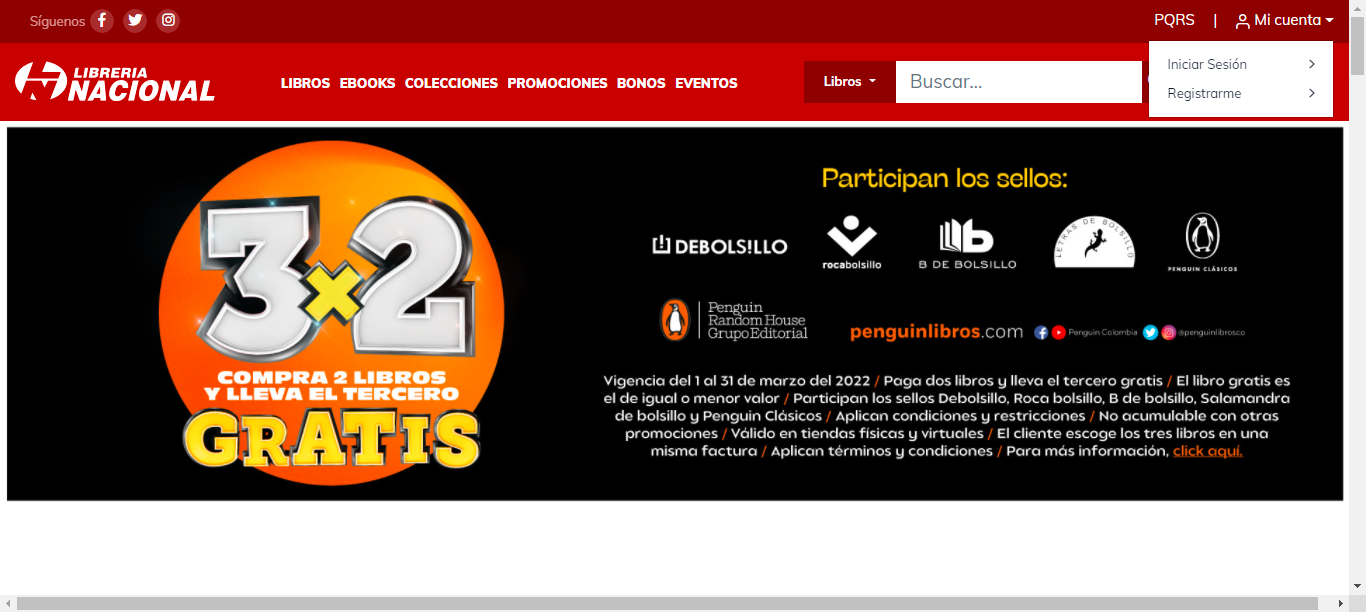 Síguenos
PQRS | Mi cuenta
Iniciar Sesión
Registrarme
LIBRERIA
NACIONAL
LIBROS EBOOKS COLECCIONES PROMOCIONES BONOS EVENTOS
Libros
Buscar...
3x2
COMPRA 2 LIBROS
Y LLEVA EL TERCERO
GRATIS
Participan los sellos:
DEBOLS!LLO
rocabolsillo
B DE BOLSILLO
LETRAS DE BOLSILLO
PENGUIN CLÁSICOS
Penguin
Random House
Grupo Editorial
penguinlibros.com
Penguin Colombia
@penguinlibrosco
Vigencia del 1 al 31 de marzo del 2022 / Paga dos libros y lleva el tercero gratis / El libro gratis es
el de igual o menor valor / Participan los sellos Debolsillo, Roca bolsillo, B de bolsillo, Salamandra
de bolsillo y Penguin Clásicos / Aplican condiciones y restricciones / No acumulable con otras
promociones / Válido en tiendas físicas y virtuales / El cliente escoge los tres libros en una
misma factura / Aplican términos y condiciones / Para más información, click aquí.